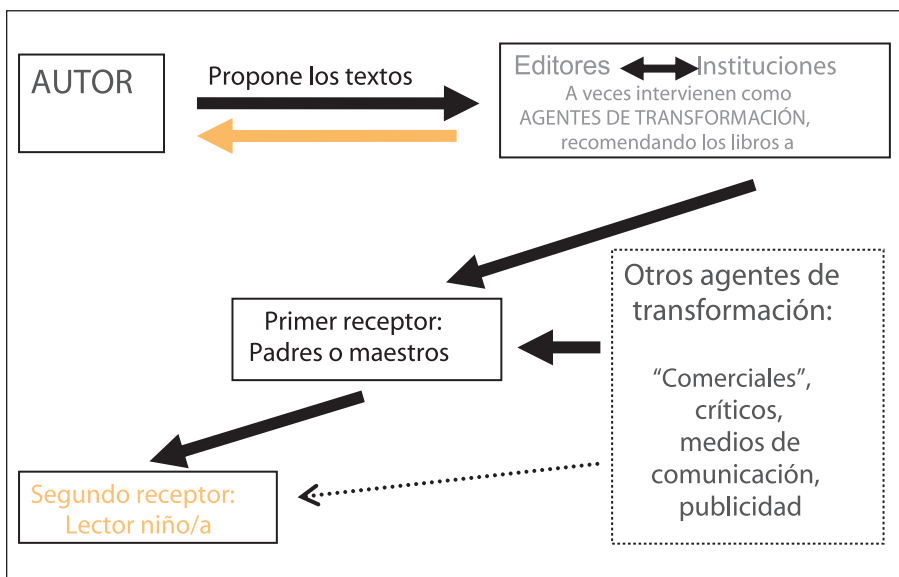 AUTOR
Propone los textos
Editores Instituciones
A veces intervienen como
AGENTES DE TRANSFORMACIÓN,
recomendando los libros a
Otros agentes de
transformación:
"Comerciales",
críticos,
medios de
comunicación,
publicidad
Primer receptor:
Padres o maestros
Segundo receptor:
Lector niño/a